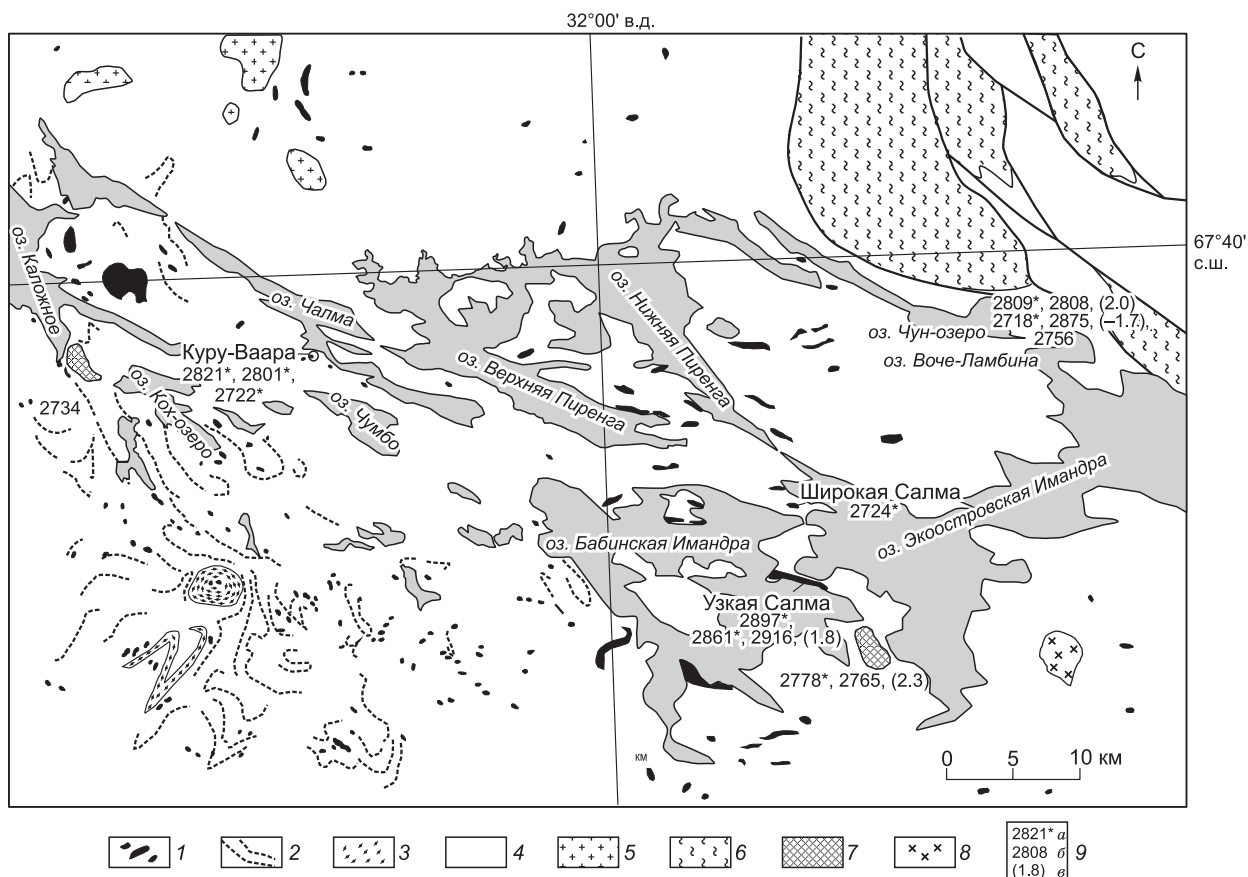 32°00' в.д.
С
67°40'
с.ш.
оз. Каложное
оз. Чалма
оз. Нижняя Пиренга
2809*, 2808, (2.0)
2718*, 2875, (–1.7),
2756
оз. Чун-озеро
оз. Воче-Ламбина
Куру-Ваара
2821*, 2801*,
2722*
оз. Верхняя Пиренга
2734
оз. Кох-озеро
оз. Чумбо
Широкая Салма
2724*
оз. Экоостровская Имандра
оз. Бабинская Имандра
Узкая Салма
2897*,
2861*, 2916, (1.8)
2778*, 2765, (2.3)
км
0 5 10 км
1 2 3 4 5 6 7 8 9
2821* а
2808 б
(1.8) в